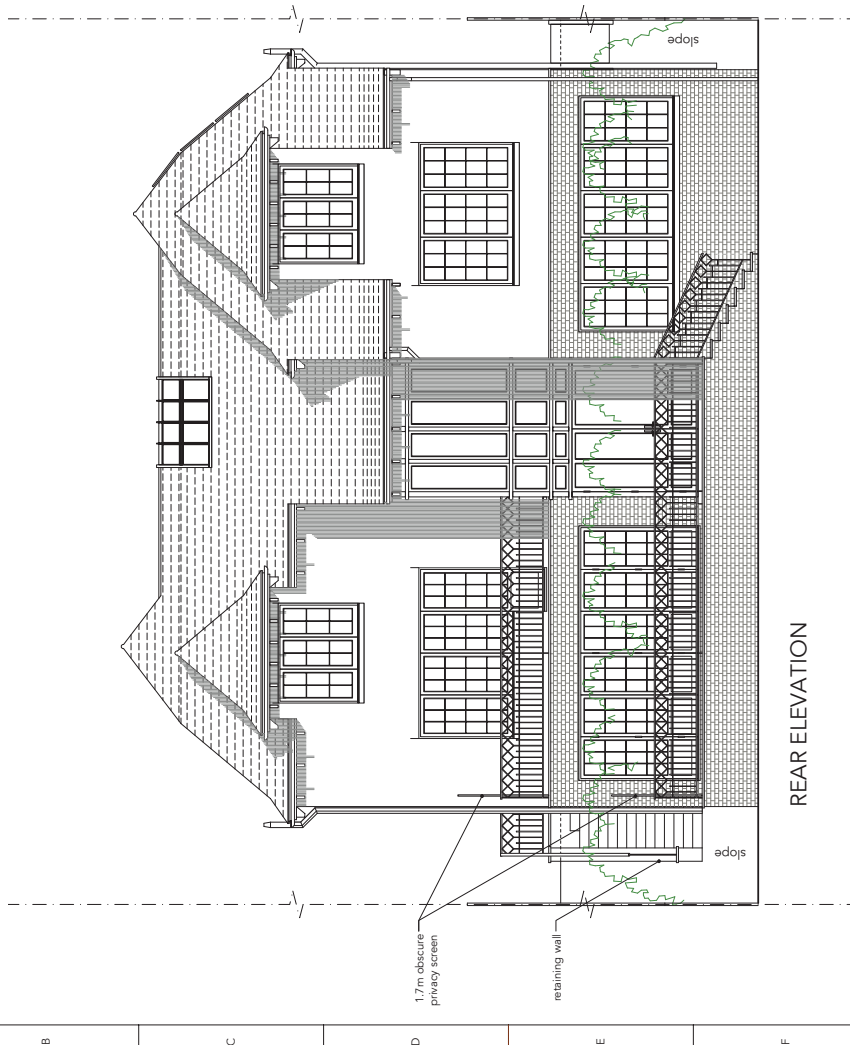 slope
1.7m obscure
privacy screen
retaining wall
slope
REAR ELEVATION
B
C
D
E
F